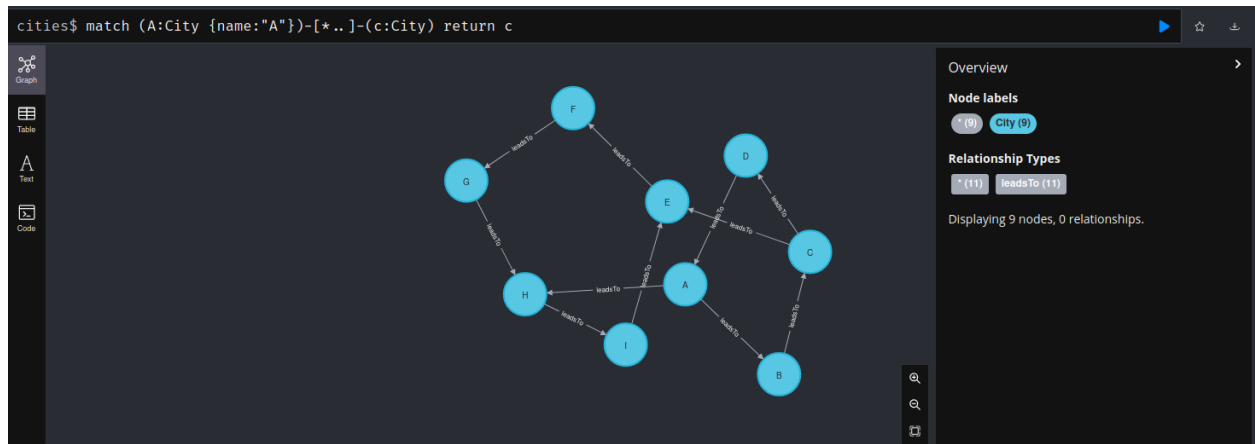 cities$ match (A:City {name:"A"})-[*..]-(c:City) return c
Graph
Table
A
Text
Code
F
leadsTo
leadsTo
D
G
E
leadsTo
leadsTo
leadsTo
leadsTo
C
leadsTo
leadsTo
A
H
leadsTo
leadsTo
leadsTo
leadsTo
I
B
Overview
Node labels
* (9) City (9)
Relationship Types
* (11) leadsTo (11)
Displaying 9 nodes, 0 relationships.